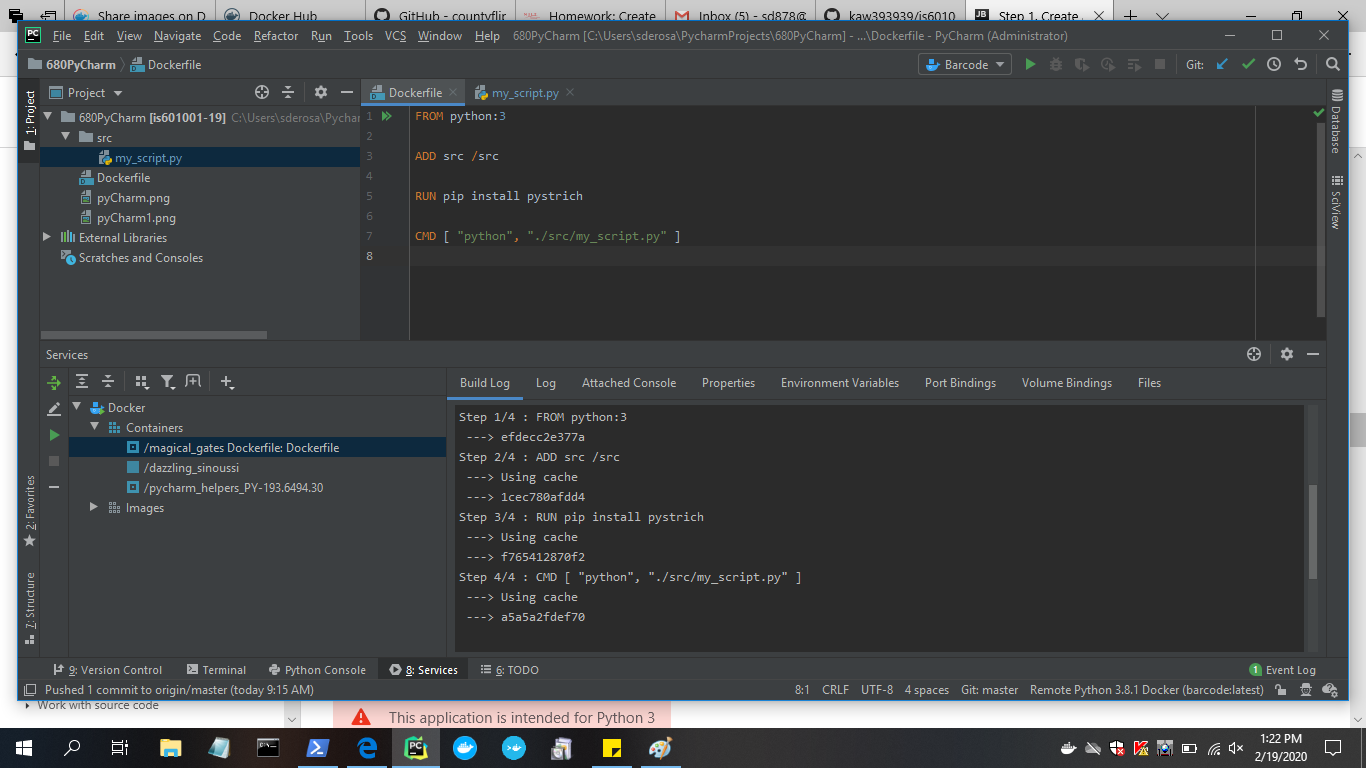 Share images on D
Docker Hub
GitHub - countyflir
Homework: Create
Inbox (5) - sd878@
kaw393939/is6010
Step 1. Create
File Edit View Navigate Code Refactor Run Tools VCS Window Help 680PyCharm [C:\Users\sderosa\PycharmProjects\680PyCharm] - ...\Dockerfile - PyCharm (Administrator)
680PyCharm Dockerfile
Barcode
Git:
1: Project
Project
Dockerfile
my_script.py
680PyCharm [is601001-19] C:\Users\sderosa\Pychar
src
my_script.py
Dockerfile
pyCharm.png
pyCharm1.png
External Libraries
Scratches and Consoles
1 FROM python:3
2
3 ADD src /src
4
5 RUN pip install pystrich
6
7 CMD [ "python", "./src/my_script.py" ]
8
Database
SciView
Services
2: Favorites
7: Structure
Docker
Containers
/magical_gates Dockerfile: Dockerfile
/dazzling_sinoussi
/pycharm_helpers_PY-193.6494.30
Images
Build Log Log Attached Console Properties Environment Variables Port Bindings Volume Bindings Files
Step 1/4 : FROM python:3
---> efdecc2e377a
Step 2/4 : ADD src /src
---> Using cache
---> 1cec780afdd4
Step 3/4 : RUN pip install pystrich
---> Using cache
---> f765412870f2
Step 4/4 : CMD [ "python", "./src/my_script.py" ]
---> Using cache
---> a5a5a2fdef70
9: Version Control Terminal Python Console 8: Services 6: TODO 1 Event Log
Pushed 1 commit to origin/master (today 9:15 AM) 8:1 CRLF UTF-8 4 spaces Git: master Remote Python 3.8.1 Docker (barcode:latest)
Work with source code
This application is intended for Python 3
1:22 PM
2/19/2020